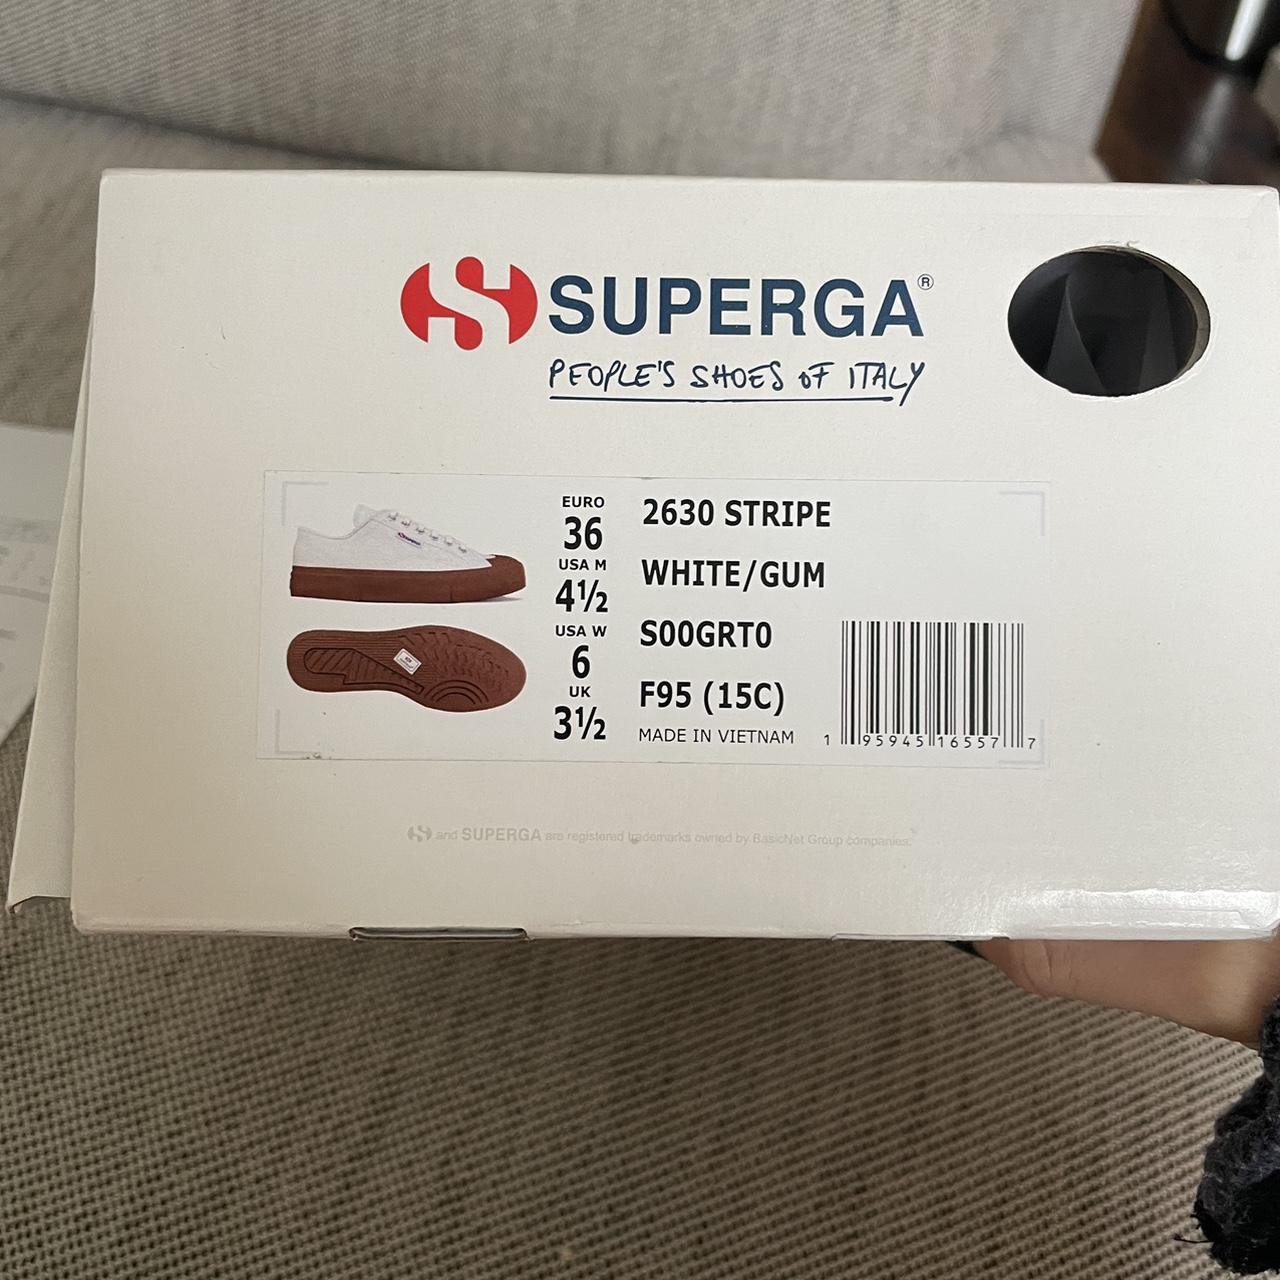 SUPERGA®
PEOPLE'S SHOES OF ITALY
EURO
36
USA M
4½
USA W
6
UK
3½
2630 STRIPE
WHITE/GUM
S00GRT0
F95 (15C)
MADE IN VIETNAM
1 95945 16557 7
and SUPERGA are registered trademarks owned by BasicNet Group companies.